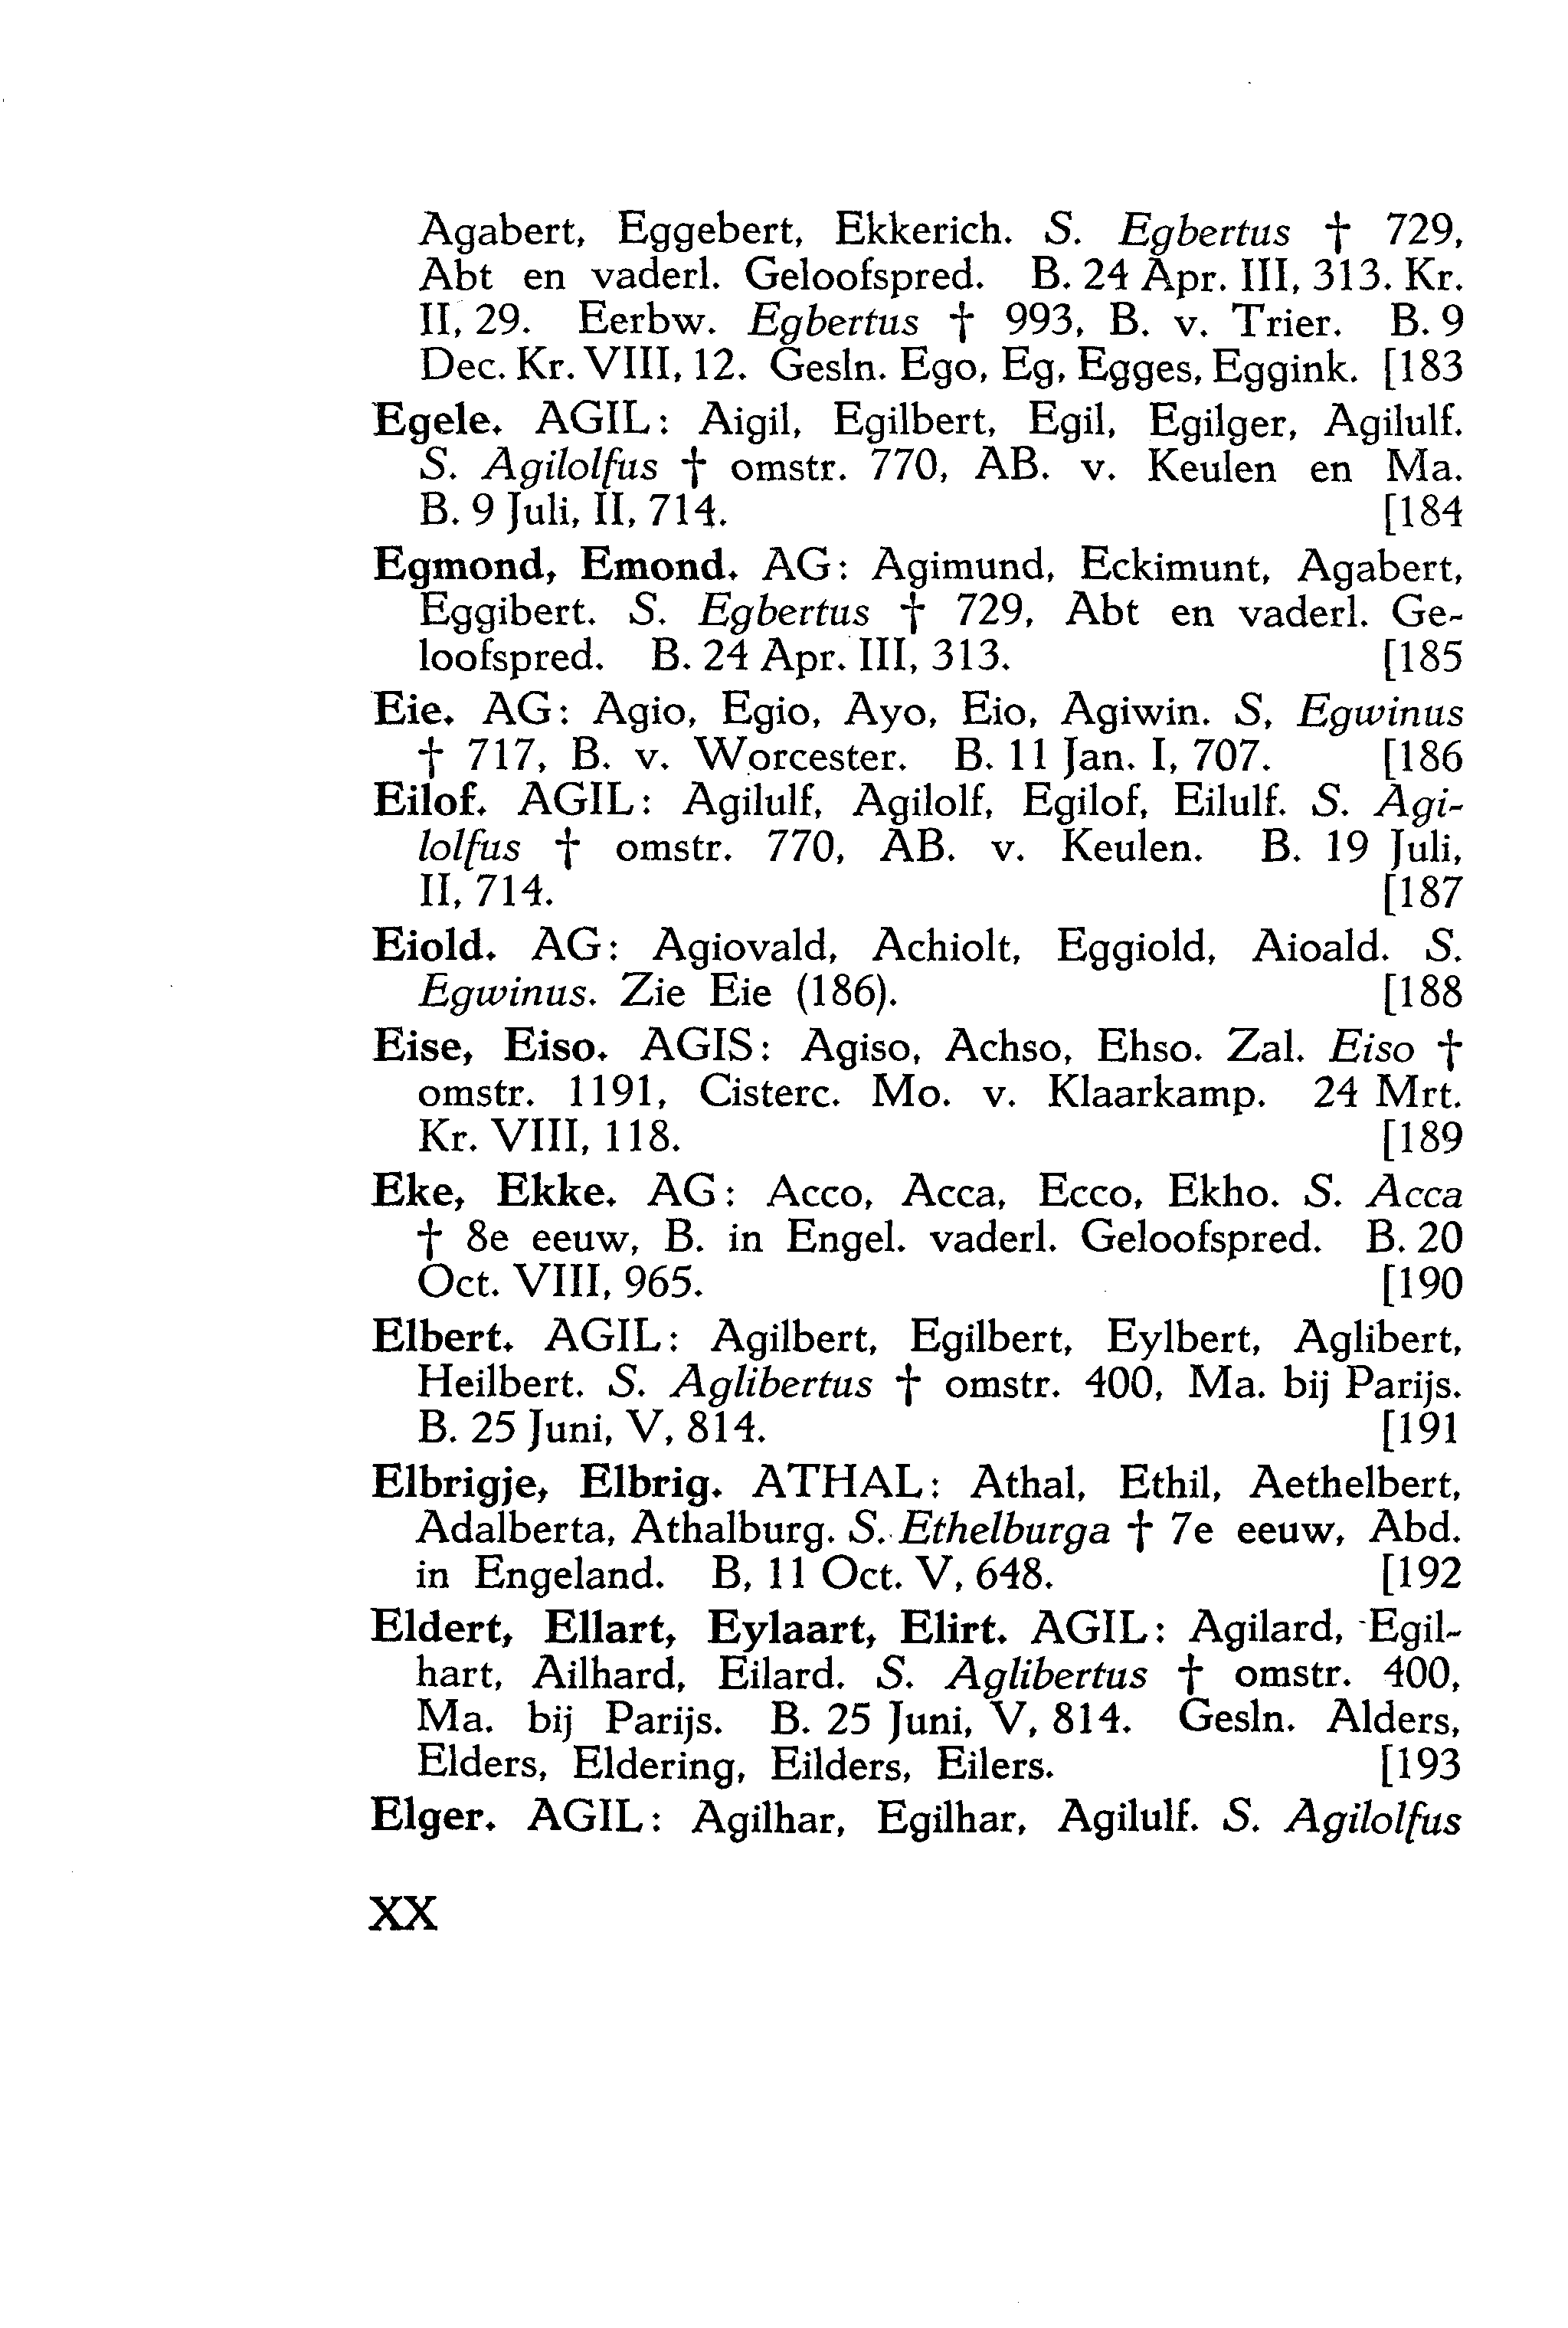 Agabert, Eggebert, Ekkerich. S. Egbertus † 729,
Abt en vaderl. Geloofspred. B. 24 Apr. III, 313. Kr.
II, 29. Eerbw. Egbertus † 993, B. v. Trier. B. 9
Dec. Kr. VIII, 12. Gesln. Ego, Eg, Egges, Eggink. [183
Egele. AGIL: Aigil, Egilbert, Egil, Egilger, Agilulf.
S. Agilolfus † omstr. 770, AB. v. Keulen en Ma.
B. 9 Juli, II, 714. [184
Egmond, Emond. AG: Agimund, Eckimunt, Agabert,
Eggibert. S. Egbertus † 729, Abt en vaderl. Ge-
loofspred. B. 24 Apr. III, 313. [185
Eie. AG: Agio, Egio, Ayo, Eio, Agiwin. S, Egwinus
† 717, B. v. Worcester. B. 11 Jan. I, 707. [186
Eilof. AGIL: Agilulf, Agilolf, Egilof, Eilulf. S. Agi-
lolfus † omstr. 770, AB. v. Keulen. B. 19 Juli,
II, 714. [187
Eiold. AG: Agiovald, Achiolt, Eggiold, Aioald. S.
Egwinus. Zie Eie (186). [188
Eise, Eiso. AGIS: Agiso, Achso, Ehso. Zal. Eiso †
omstr. 1191, Cisterc. Mo. v. Klaarkamp. 24 Mrt.
Kr. VIII, 118. [189
Eke, Ekke. AG: Acco, Acca, Ecco, Ekho. S. Acca
† 8e eeuw, B. in Engel. vaderl. Geloofspred. B. 20
Oct. VIII, 965. [190
Elbert. AGIL: Agilbert, Egilbert, Eylbert, Aglibert,
Heilbert. S. Aglibertus † omstr. 400, Ma. bij Parijs.
B. 25 Juni, V, 814. [191
Elbrigje, Elbrig. ATHAL: Athal, Ethil, Aethelbert,
Adalberta, Athalburg. S. Ethelburga † 7e eeuw, Abd.
in Engeland. B, 11 Oct. V, 648. [192
Eldert, Ellart, Eylaart, Elirt. AGIL: Agilard, Egil-
hart, Ailhard, Eilard. S. Aglibertus † omstr. 400,
Ma. bij Parijs. B. 25 Juni, V, 814. Gesln. Alders,
Elders, Eldering, Eilders, Eilers. [193
Elger. AGIL: Agilhar, Egilhar, Agilulf. S. Agilolfus
XX